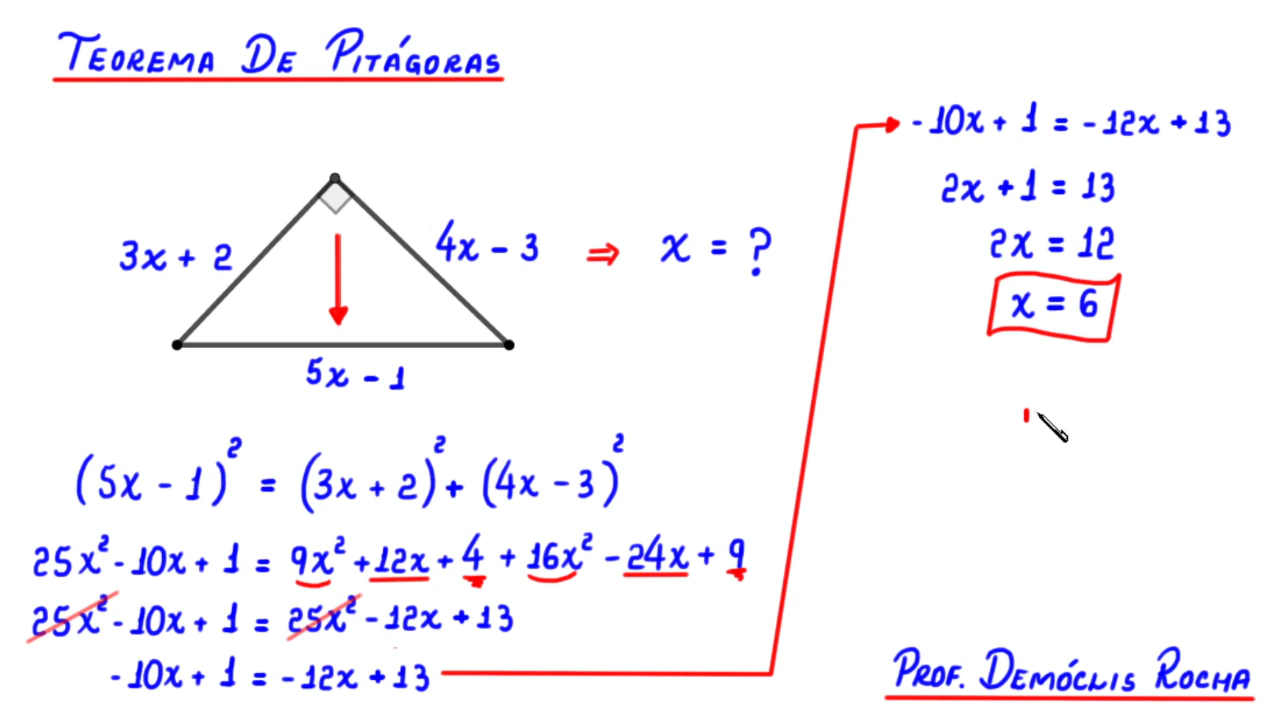 TEOREMA DE PITÁGORAS
3x + 2
4x - 3 ⇒ x = ?
5x - 1
(5x - 1)² = (3x + 2)² + (4x - 3)²
25x² - 10x + 1 = 9x² + 12x + 4 + 16x² - 24x + 9
25x² - 10x + 1 = 25x² - 12x + 13
- 10x + 1 = - 12x + 13
- 10x + 1 = - 12x + 13
2x + 1 = 13
2x = 12
x = 6
PROF. DEMÓCLIS ROCHA